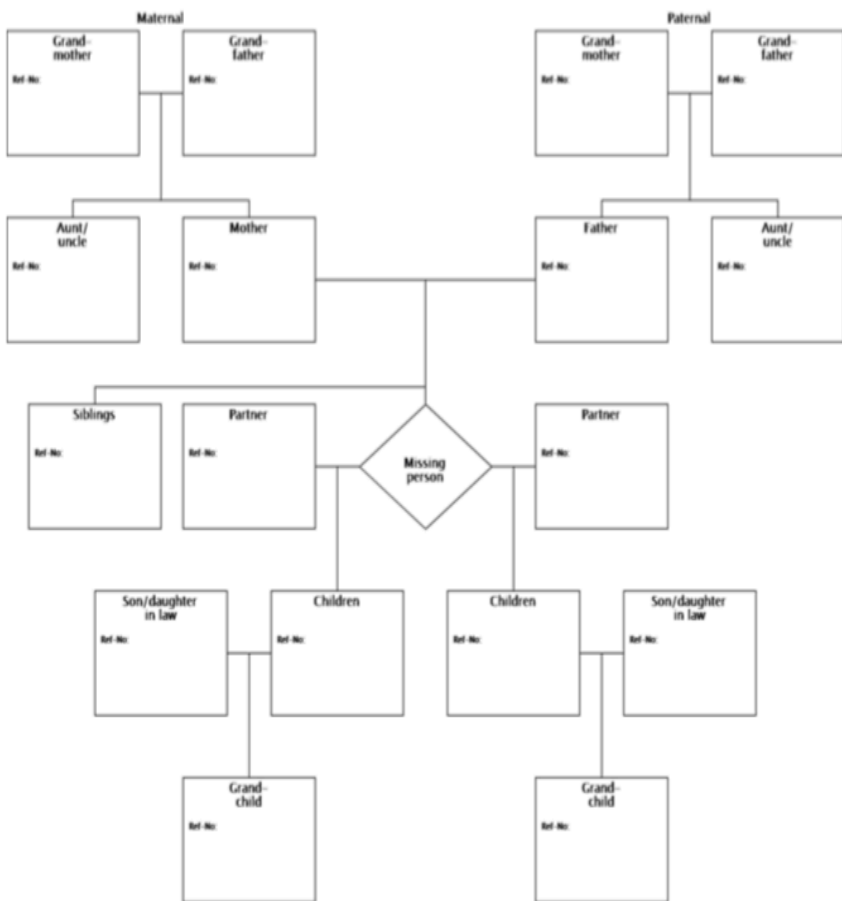 Maternal Paternal
Grand-
mother
Ref-No:
Grand-
father
Ref-No:
Grand-
mother
Ref-No:
Grand-
father
Ref-No:
Aunt/
uncle
Ref-No:
Mother
Ref-No:
Father
Ref-No:
Aunt/
uncle
Ref-No:
Siblings
Ref-No:
Partner
Ref-No:
Missing
person
Partner
Ref-No:
Son/daughter
in law
Ref-No:
Children
Ref-No:
Children
Ref-No:
Son/daughter
in law
Ref-No:
Grand-
child
Ref-No:
Grand-
child
Ref-No: